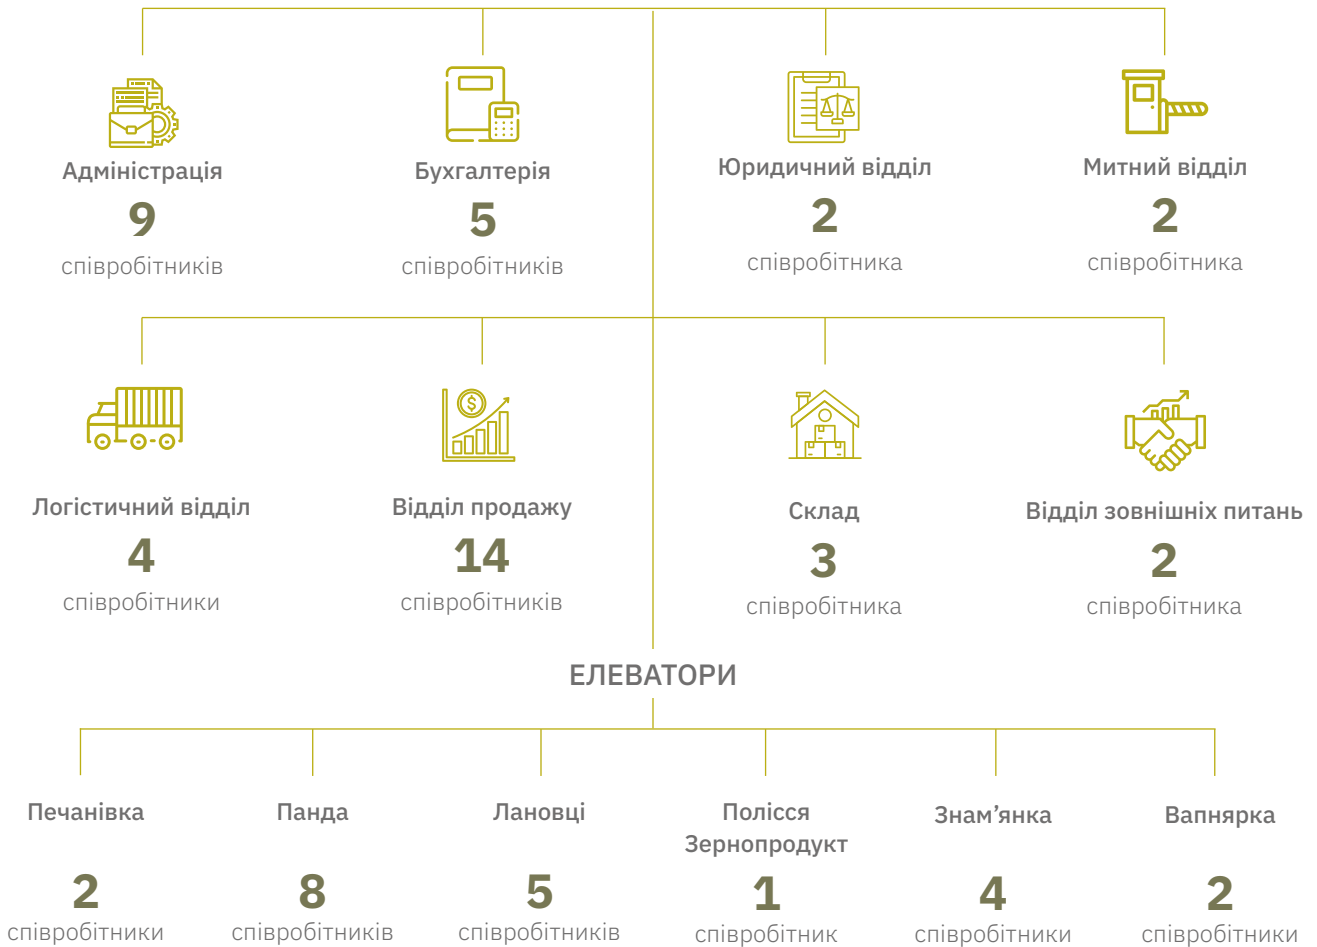 Адміністрація
9
співробітників
Бухгалтерія
5
співробітників
Юридичний відділ
2
співробітника
Митний відділ
2
співробітника
Логістичний відділ
4
співробітники
Відділ продажу
14
співробітників
Склад
3
співробітника
Відділ зовнішніх питань
2
співробітника
ЕЛЕВАТОРИ
Печанівка
2
співробітники
Панда
8
співробітників
Лановці
5
співробітників
Полісся
Зернопродукт
1
співробітник
Знам’янка
4
співробітники
Вапнярка
2
співробітники